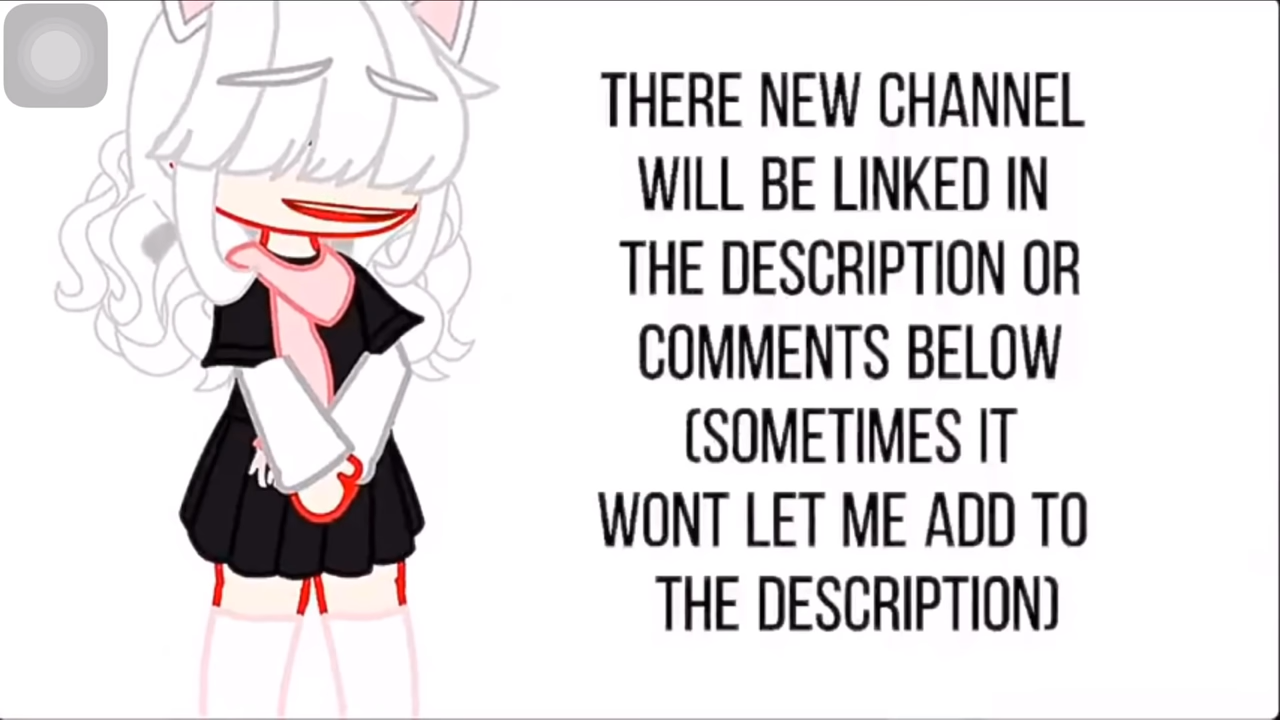 THERE NEW CHANNEL
WILL BE LINKED IN
THE DESCRIPTION OR
COMMENTS BELOW
(SOMETIMES IT
WONT LET ME ADD TO
THE DESCRIPTION)